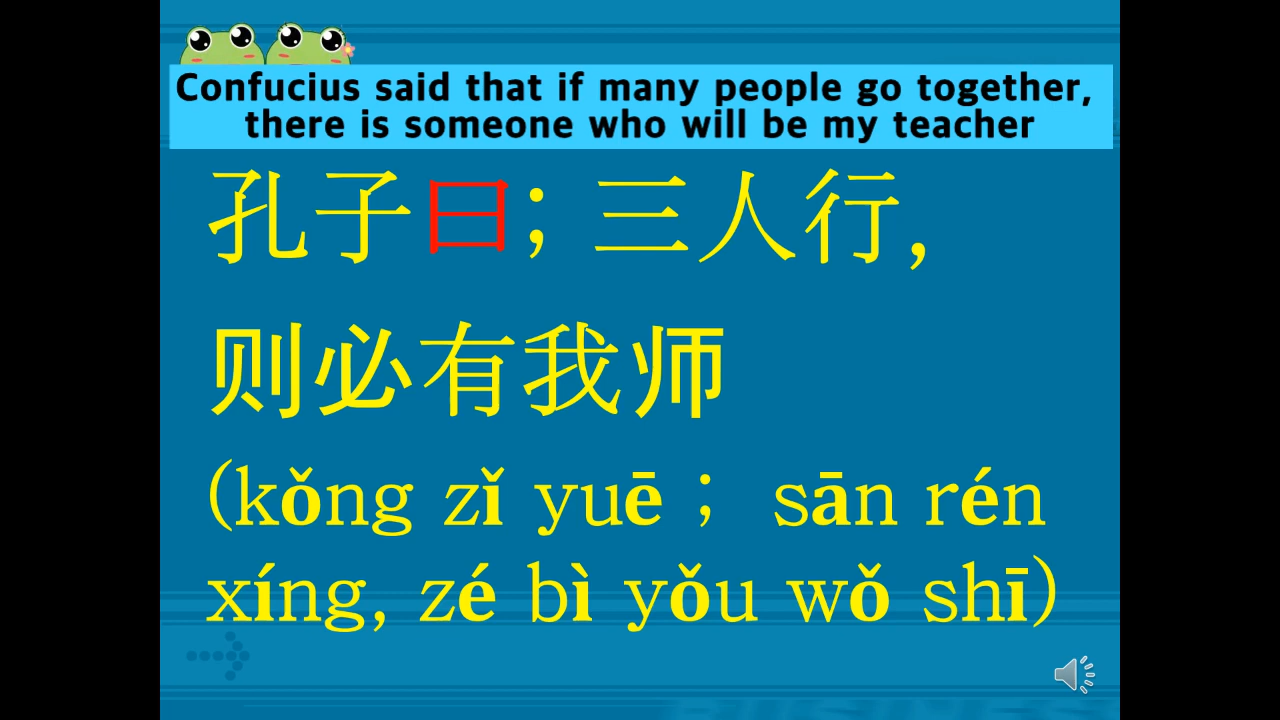 Confucius said that if many people go together,
there is someone who will be my teacher
孔子曰；三人行，
则必有我师
(kǒng zǐ yuē ； sān rén
xíng, zé bì yǒu wǒ shī)
BUSINESS